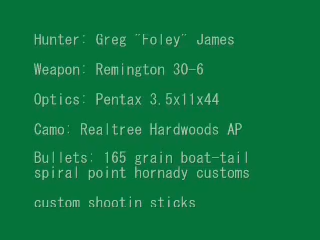 Hunter: Greg "Foley" James
Weapon: Remington 30-6
Optics: Pentax 3.5x11x44
Camo: Realtree Hardwoods AP
Bullets: 165 grain boat-tail
spiral point hornady customs
custom shootin sticks